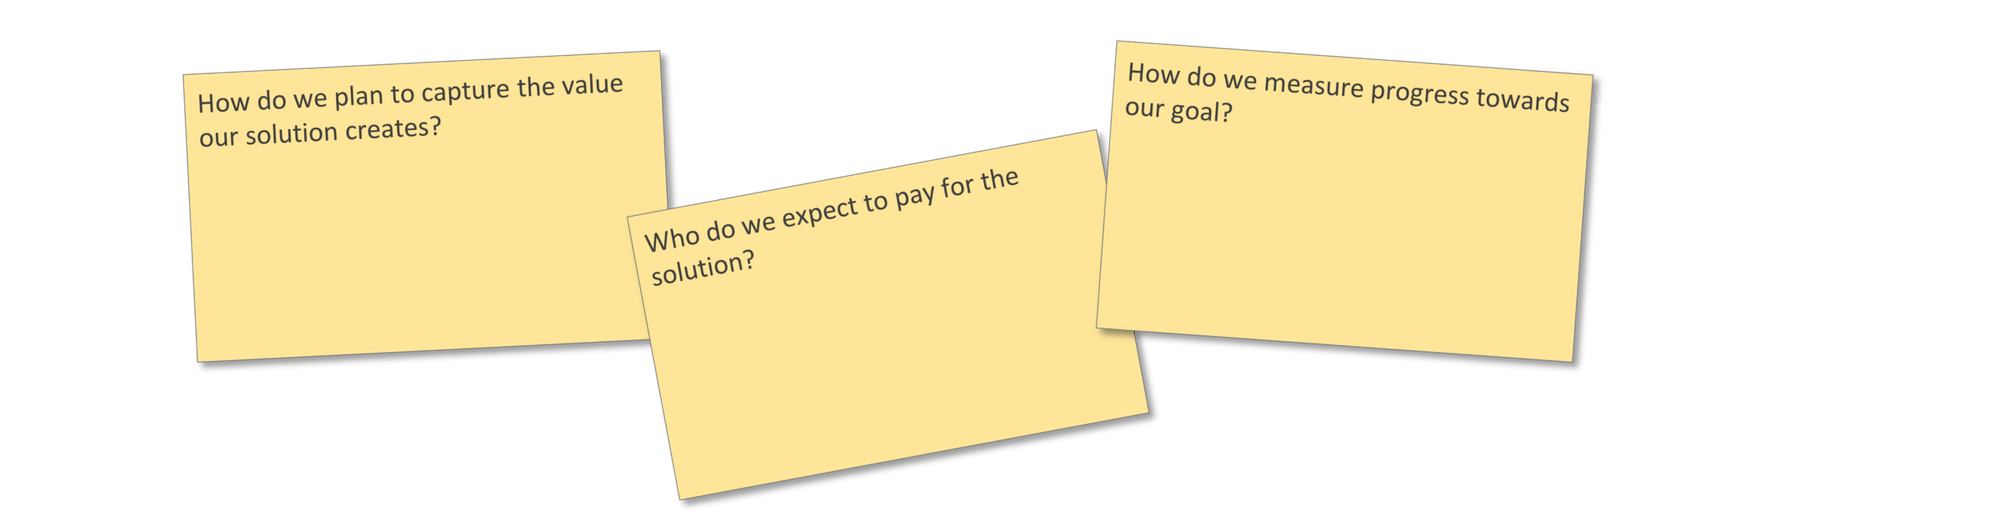 How do we plan to capture the value
our solution creates?
Who do we expect to pay for the
solution?
How do we measure progress towards
our goal?